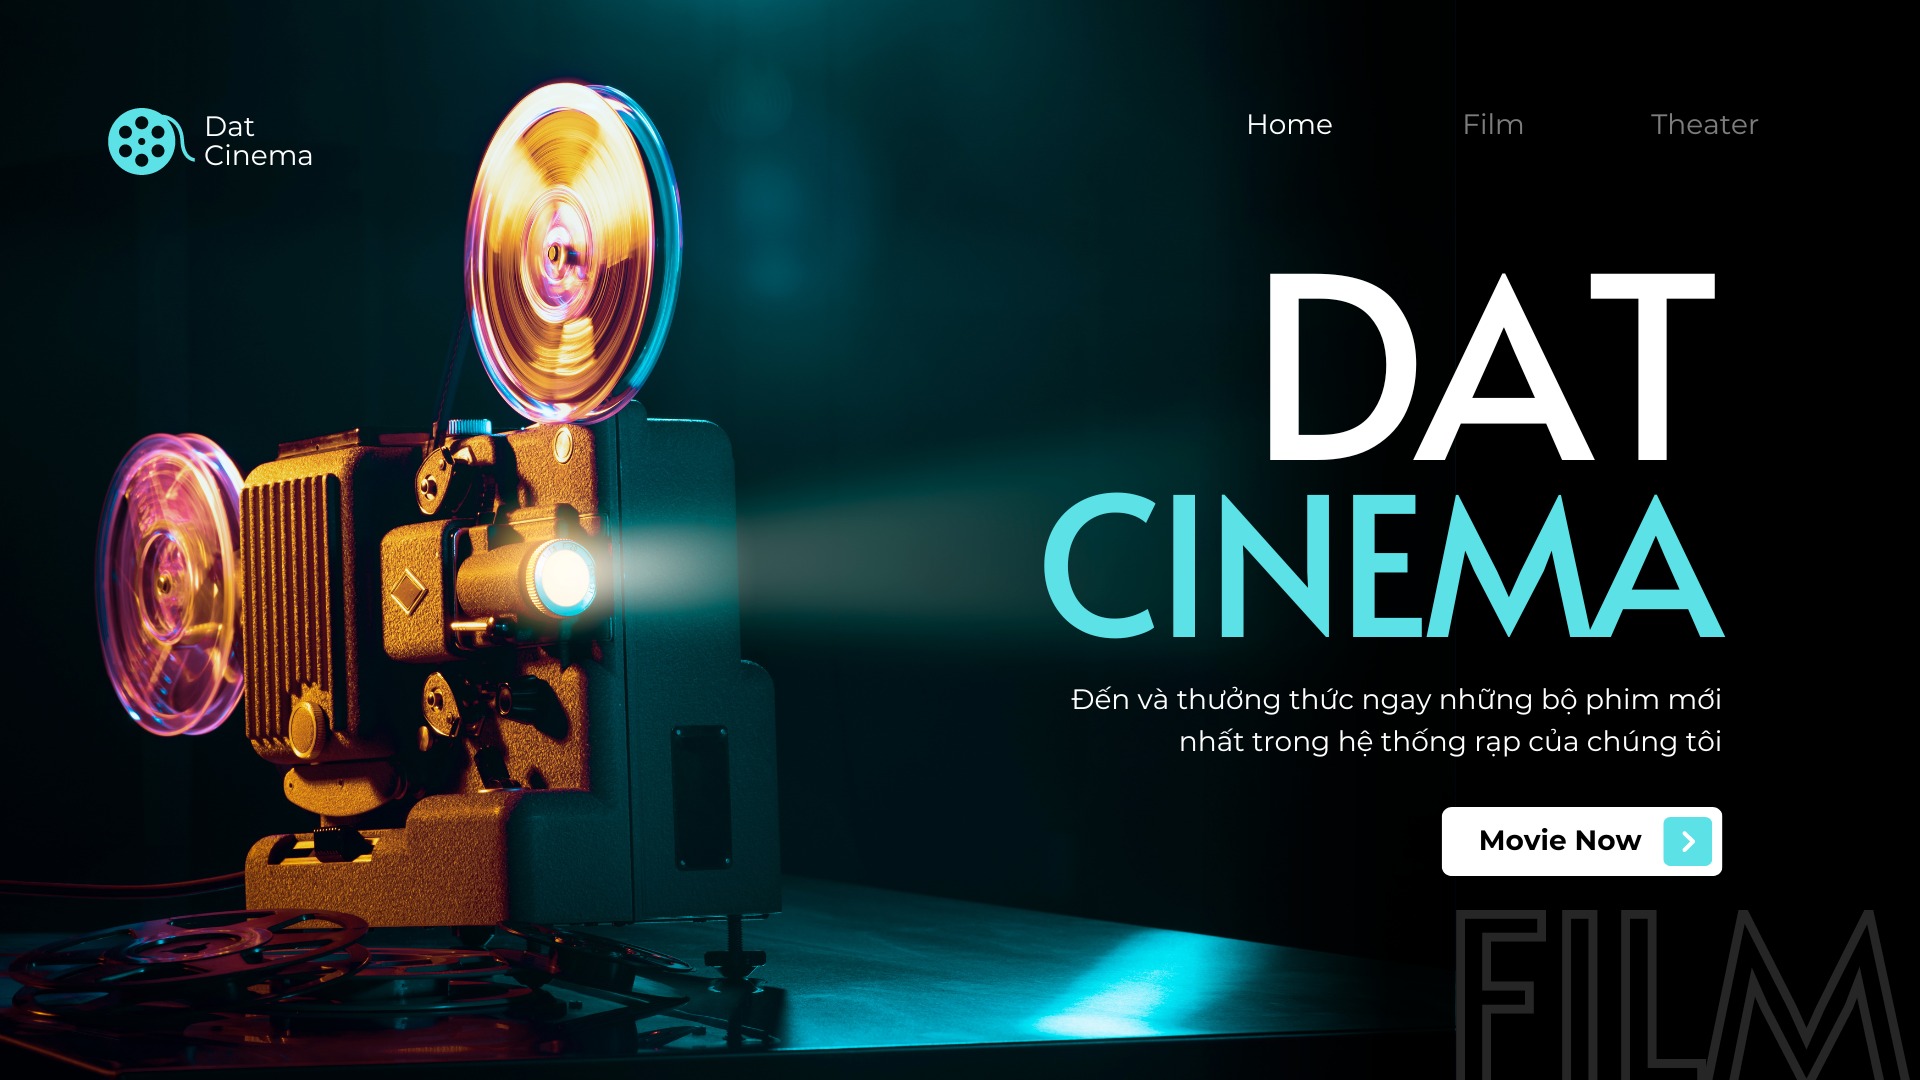 Dat
Cinema
Home
Film
Theater
DAT
CINEMA
Đến và thưởng thức ngay những bộ phim mới
nhất trong hệ thống rạp của chúng tôi
Movie Now
FILM